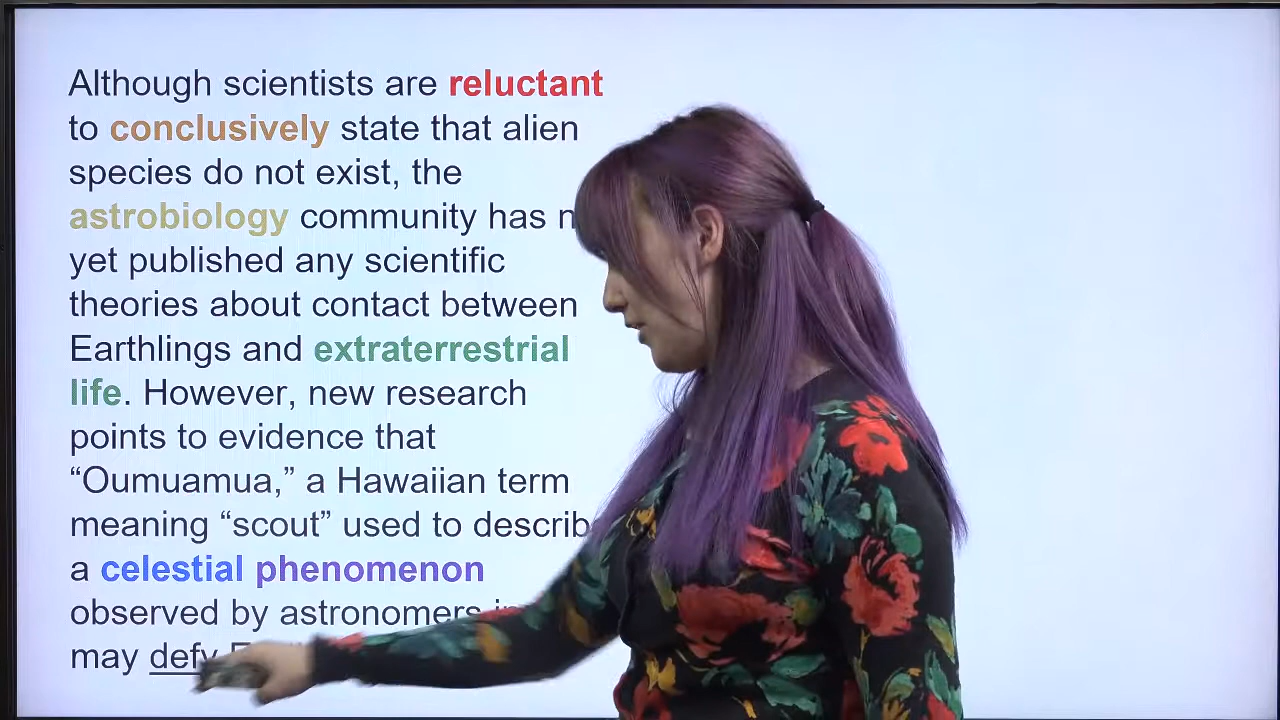 Although scientists are reluctant
to conclusively state that alien
species do not exist, the
astrobiology community has
yet published any scientific
theories about contact between
Earthlings and extraterrestrial
life. However, new research
points to evidence that
“Oumuamua,” a Hawaiian term
meaning “scout” used to describ
a celestial phenomenon
observed by astronomers
may defy